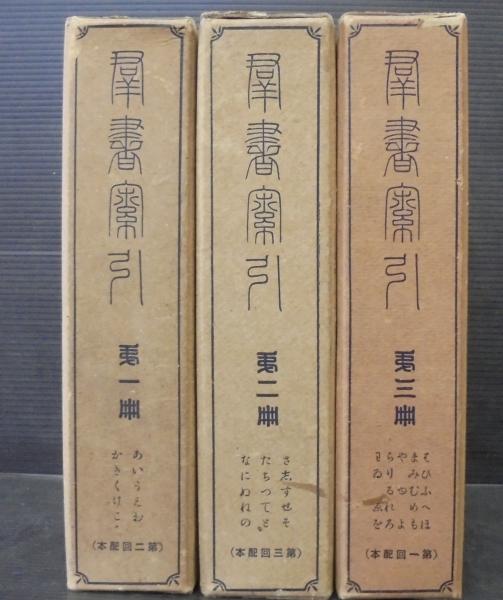 羣書索引
第一冊
あいうえお
かきくけこ
(第二回配本)
羣書索引
第二冊
さしすせそ
たちつてと
なにぬねの
(第三回配本)
羣書索引
第三冊
はひふへほ
まみむめも
やゆよ
らりるれろ
わゐゑを
(第一回配本)